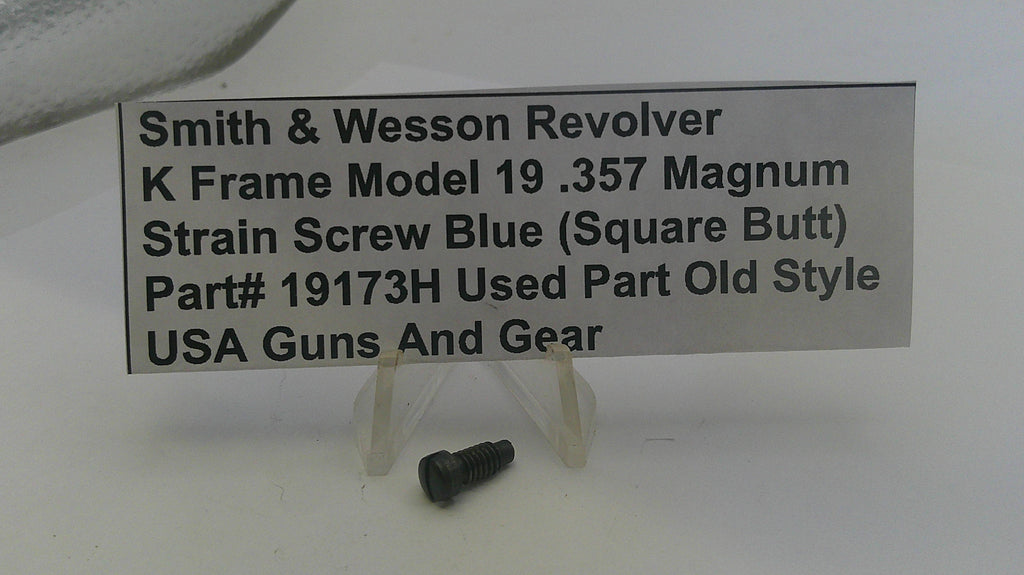 Smith & Wesson Revolver
K Frame Model 19 .357 Magnum
Strain Screw Blue (Square Butt)
Part# 19173H Used Part Old Style
USA Guns And Gear